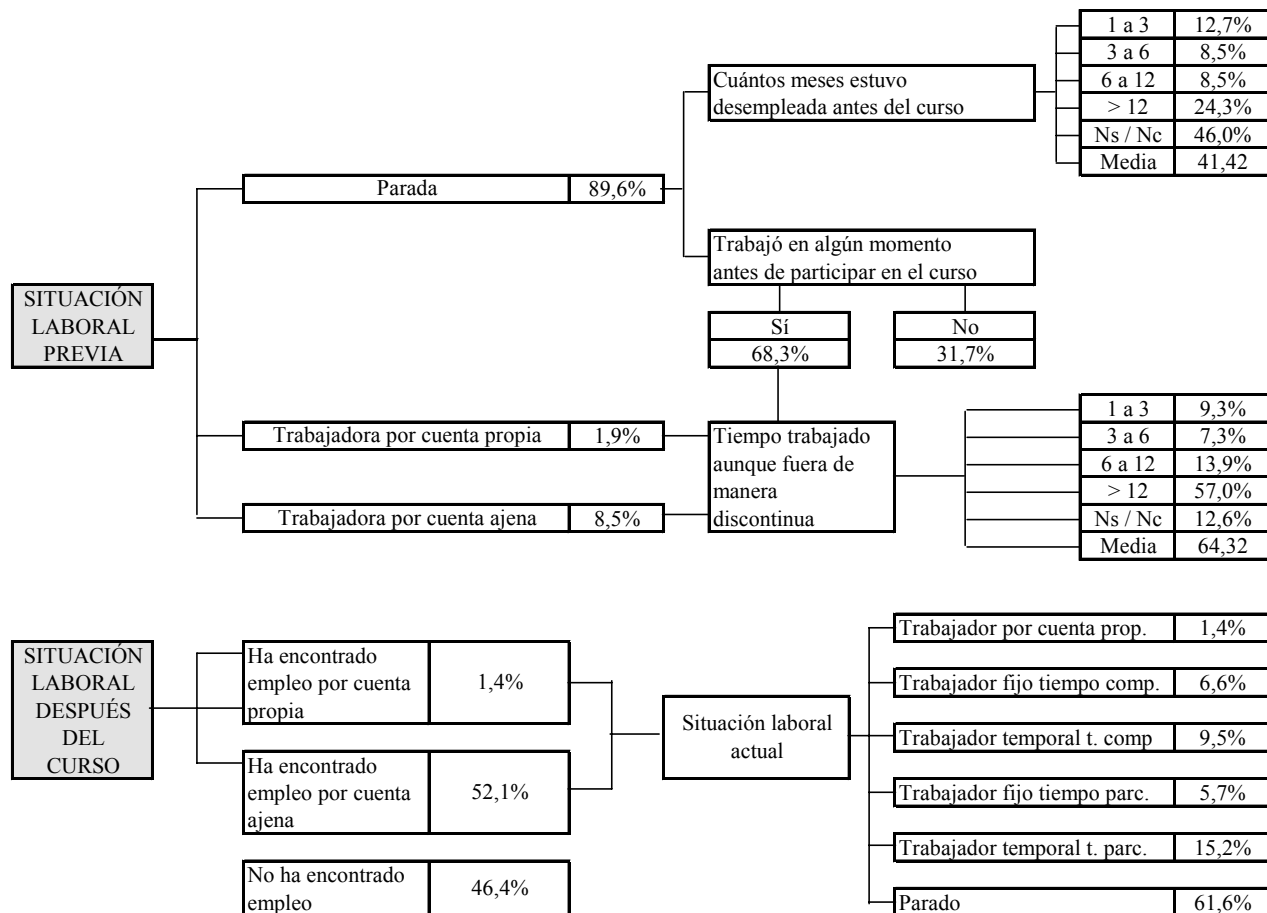 1 a 3 12,7%
3 a 6 8,5%
6 a 12 8,5%
> 12 24,3%
Ns / Nc 46,0%
Media 41,42
Cuántos meses estuvo
desempleada antes del curso
Parada 89,6%
Trabajó en algún momento
antes de participar en el curso
Sí
68,3%
No
31,7%
SITUACIÓN
LABORAL
PREVIA
Trabajadora por cuenta propia 1,9%
Trabajadora por cuenta ajena 8,5%
Tiempo trabajado
aunque fuera de
manera
discontinua
1 a 3 9,3%
3 a 6 7,3%
6 a 12 13,9%
> 12 57,0%
Ns / Nc 12,6%
Media 64,32
SITUACIÓN
LABORAL
DESPUÉS
DEL
CURSO
Ha encontrado
empleo por cuenta
propia
1,4%
Ha encontrado
empleo por cuenta
ajena
52,1%
No ha encontrado
empleo
46,4%
Situación laboral
actual
Trabajador por cuenta prop. 1,4%
Trabajador fijo tiempo comp. 6,6%
Trabajador temporal t. comp 9,5%
Trabajador fijo tiempo parc. 5,7%
Trabajador temporal t. parc. 15,2%
Parado 61,6%